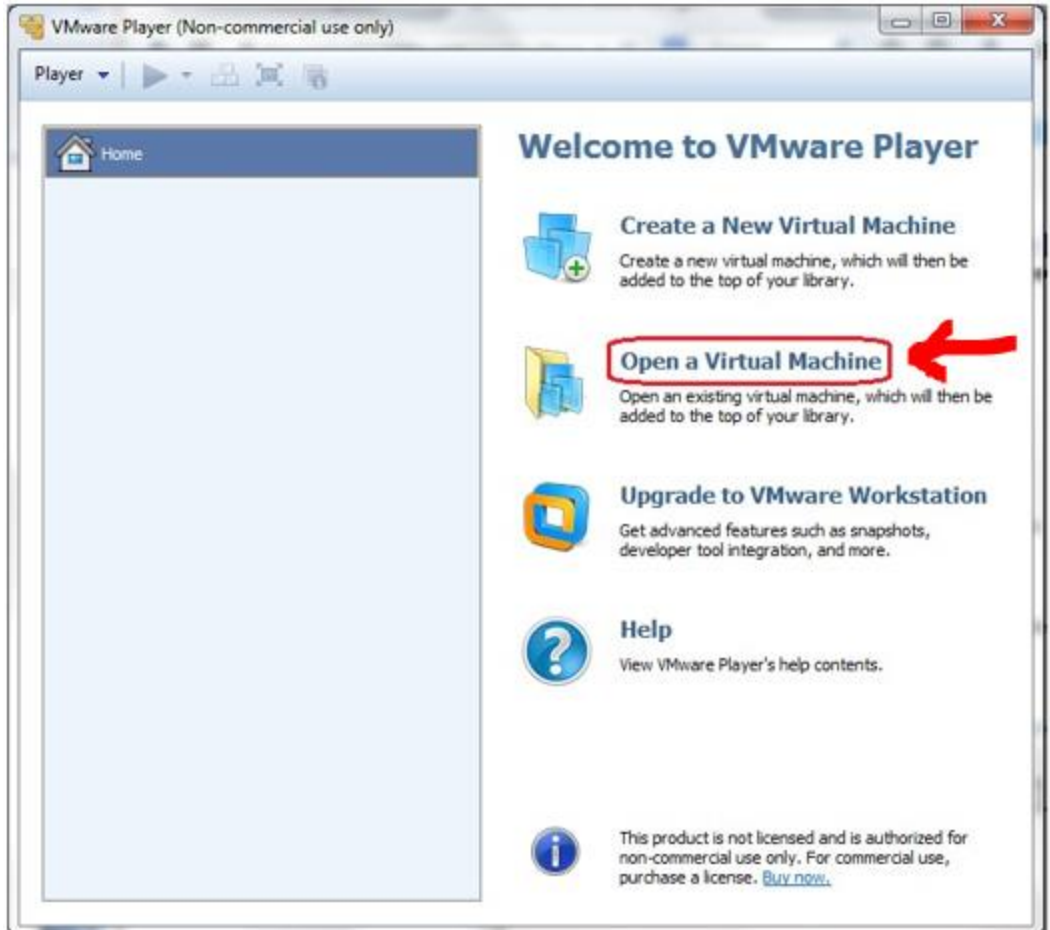 VMware Player (Non-commercial use only)
Player
Home
Welcome to VMware Player
Create a New Virtual Machine
Create a new virtual machine, which will then be
added to the top of your library.
Open a Virtual Machine
Open an existing virtual machine, which will then be
added to the top of your library.
Upgrade to VMware Workstation
Get advanced features such as snapshots,
developer tool integration, and more.
Help
View VMware Player's help contents.
This product is not licensed and is authorized for
non-commercial use only. For commercial use,
purchase a license. Buy now.